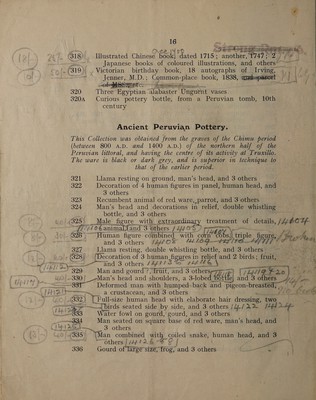 16
318 Illustrated Chinese book, dated 1715; another, 1747; 2
Japanese books of coloured illustrations, and others
319 Victorian birthday book, 18 autographs of Irving,
Jenner, M.D.; Common-place book, 1838,
320 Three Egyptian alabaster Unguent vases
320a Curious pottery bottle, from a Peruvian tomb, 10th
century
Ancient Peruvian Pottery.
This Collection was obtained from the graves of the Chimu period
(between 800 A.D. and 1400 A.D.) of the northern half of the
Peruvian littoral, and having the centre of its activity at Truxillo.
The ware is black or dark grey, and is superior in technique to
that of the earlier period.
321 Llama resting on ground, man's head, and 3 others
322 Decoration of 4 human figures in panel, human head, and
3 others
323 Recumbent animal of red ware, parrot, and 3 others
324 Man's head and decorations in relief, double whistling
bottle, and 3 others
325 Male figure with extraordinary treatment of details,
animal, and 3 others
326 Human figure combined with triple figure,
and 3 others
327 Llama resting, double whistling bottle, and 3 others
328 Decoration of 3 human figures in relief and 2 birds; fruit,
and 3 others
329 Man and gourd, fruit, and 3 others
330 Man's head and shoulders, a 3-lobed and 3 others
331 Deformed man with humped-back and pigeon-breasted,
a crustacean, and 3 others
332 Full-size human head with elaborate hair dressing, two
birds seated side by side, and 3 others
333 Water fowl on gourd, gourd, and 3 others
334 Man seated on square base of red ware, man's head, and
3 others
335 Man combined with coiled snake, human head, and 3
others
336 Gourd of large size, frog, and 3 others